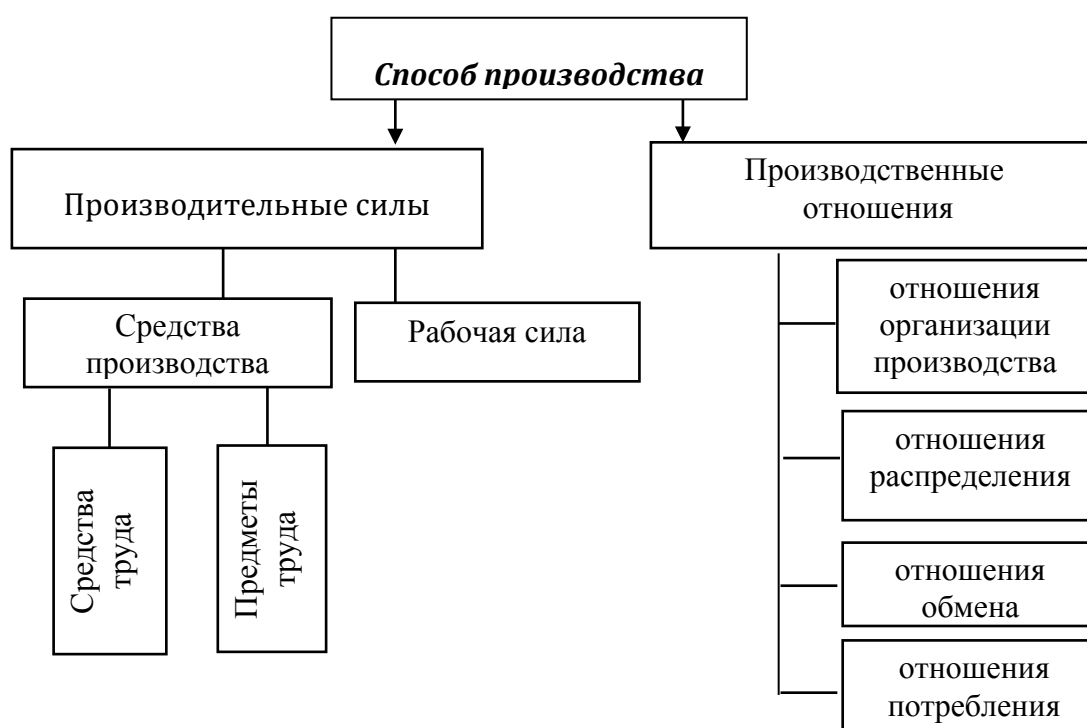 Способ производства
Производительные силы
Производственные
отношения
Средства
производства
Рабочая сила
Средства
труда
Предметы
труда
отношения
организации
производства
отношения
распределения
отношения
обмена
отношения
потребления